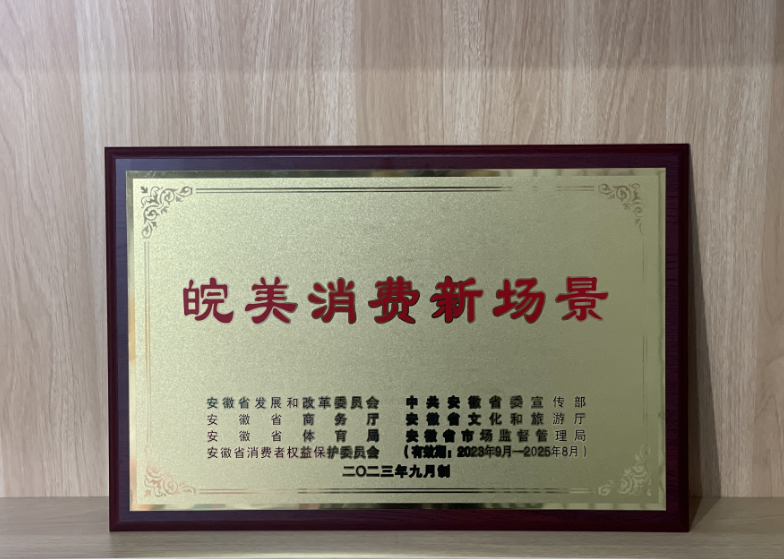 皖美消费新场景
安徽省发展和改革委员会 中共安徽省委宣传部
安徽省商务厅 安徽省文化和旅游厅
安徽省体育局 安徽省市场监督管理局
安徽省消费者权益保护委员会 (有效期：2023年9月—2025年8月)
二〇二三年九月制